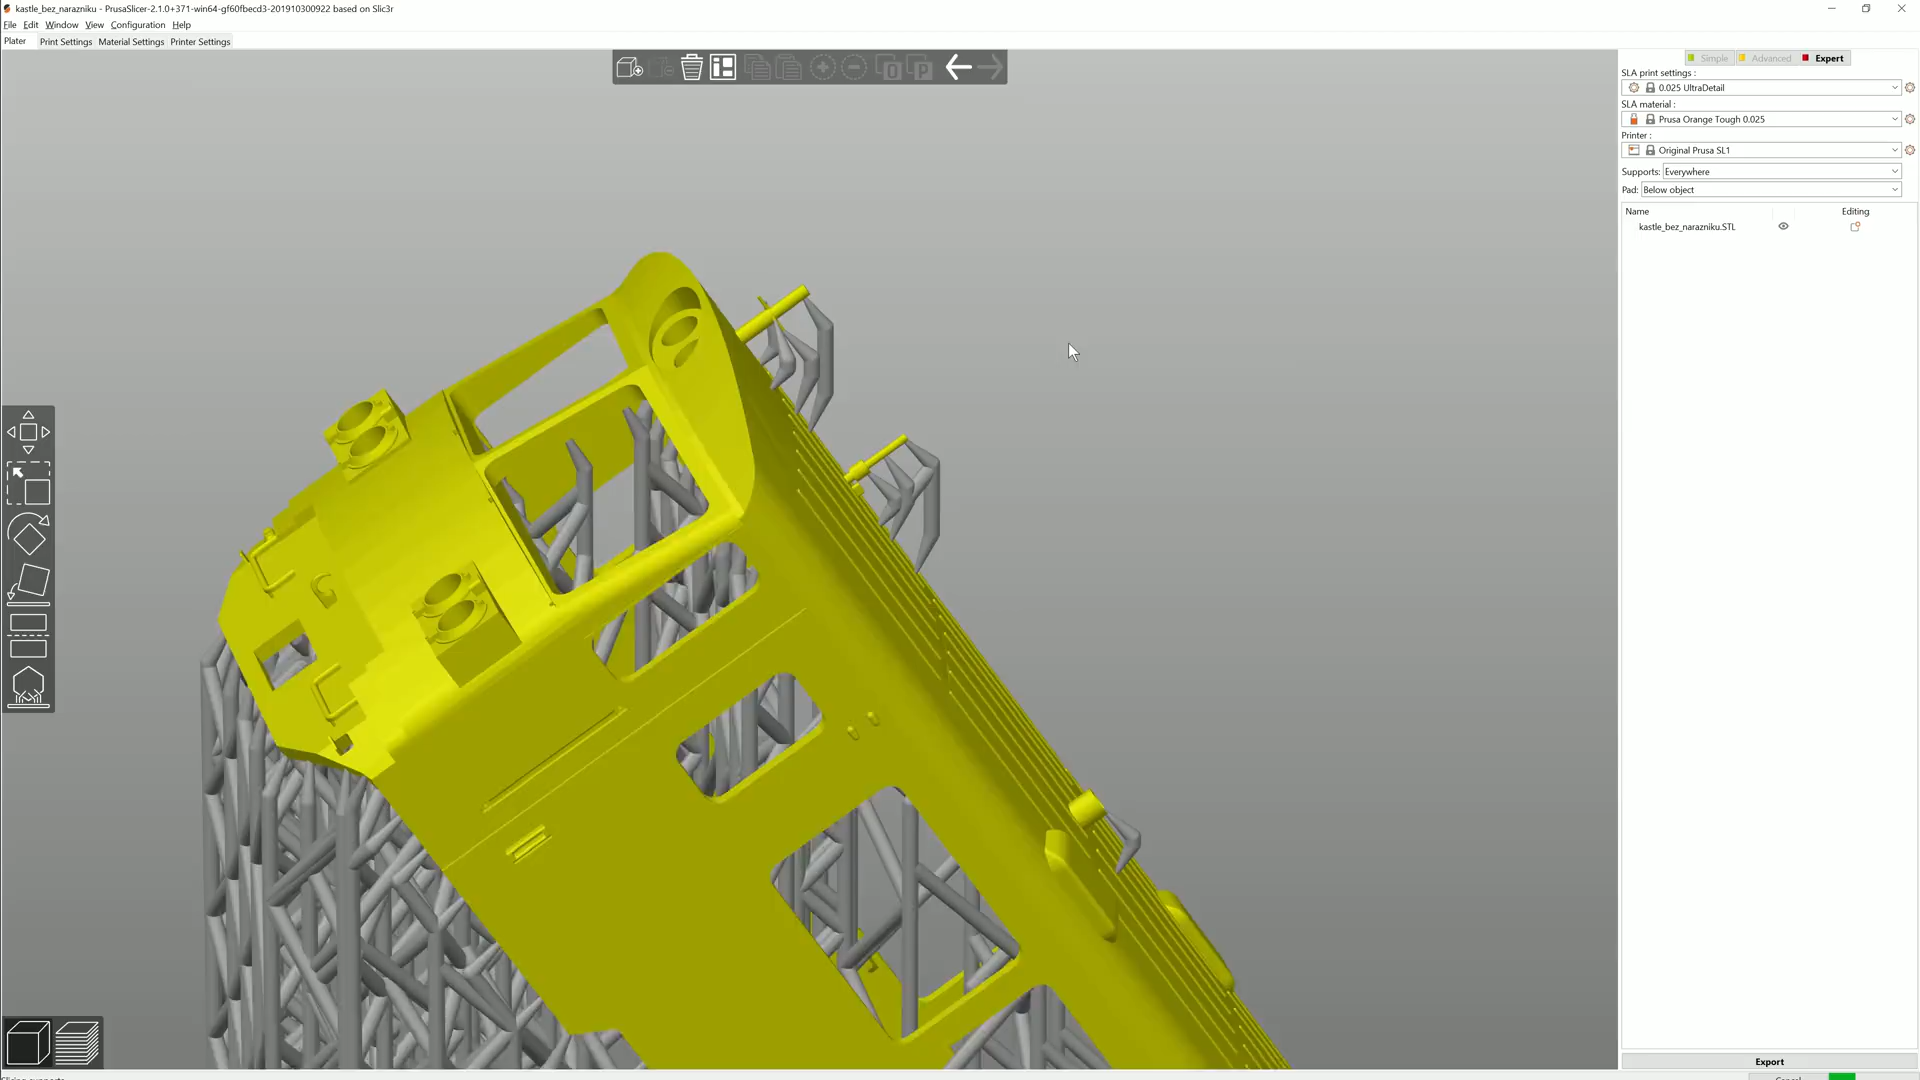 kastle_bez_narazniku - PrusaSlicer-2.1.0+371-win64-gf60fbecd3-201910300922 based on Slic3r
File Edit Window View Configuration Help
Plater Print Settings Material Settings Printer Settings
Simple Advanced Expert
SLA print settings :
0.025 UltraDetail
SLA material :
Prusa Orange Tough 0.025
Printer :
Original Prusa SL1
Supports: Everywhere
Pad: Below object
Name Editing
kastle_bez_narazniku.STL
Export